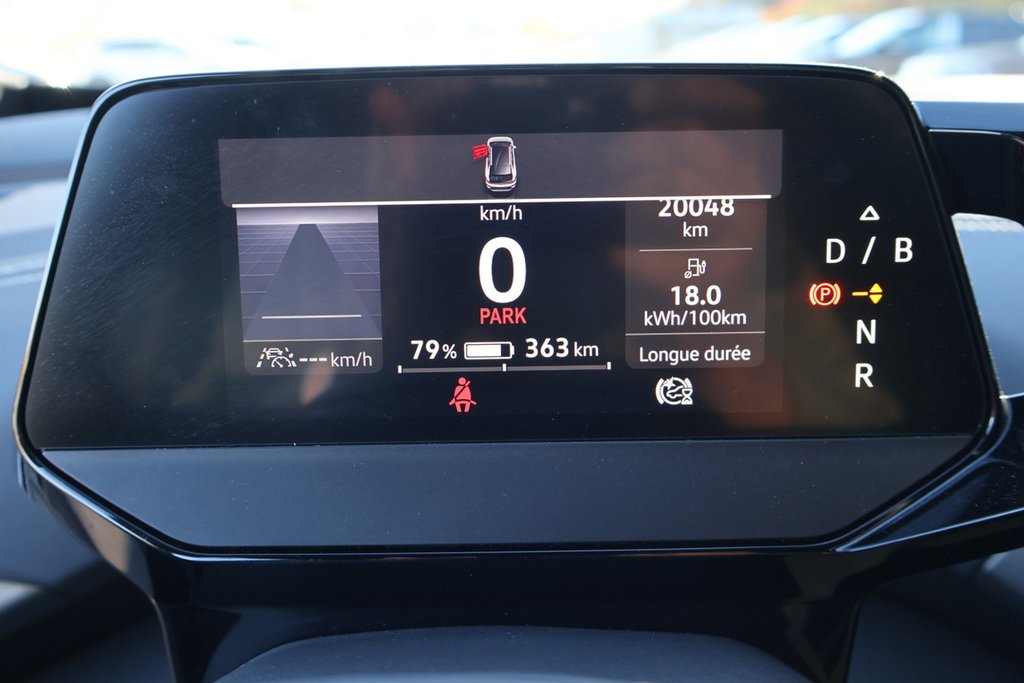 km/h
0
PARK
79% 363 km
--- km/h
20048
km
18.0
kWh/100km
Longue durée
D / B
P
N
R